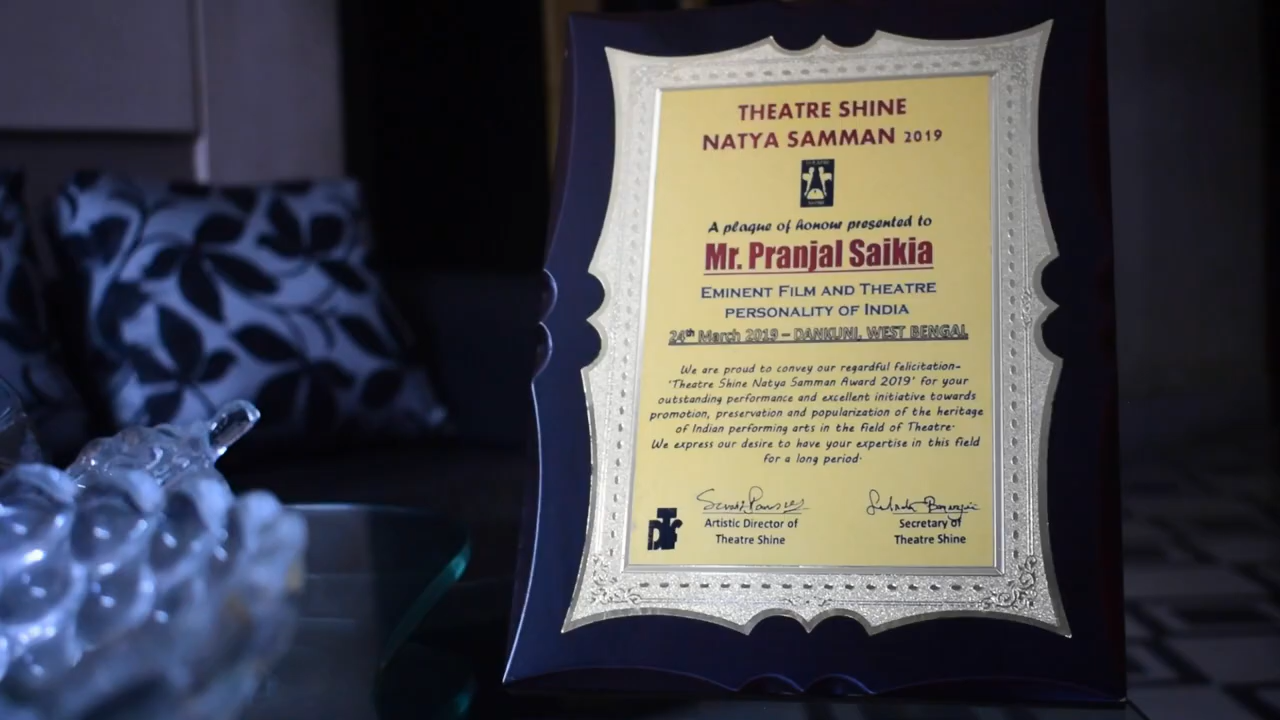 THEATRE SHINE
NATYA SAMMAN 2019
A plaque of honour presented to
Mr. Pranjal Saikia
EMINENT FILM AND THEATRE
PERSONALITY OF INDIA
24th March 2019 – DANKUNI, WEST BENGAL
We are proud to convey our regardful felicitation-
'Theatre Shine Natya Samman Award 2019' for your
outstanding performance and excellent initiative towards
promotion, preservation and popularization of the heritage
of Indian performing arts in the field of Theatre.
We express our desire to have your expertise in this field
for a long period.
Artistic Director of
Theatre Shine
Secretary of
Theatre Shine